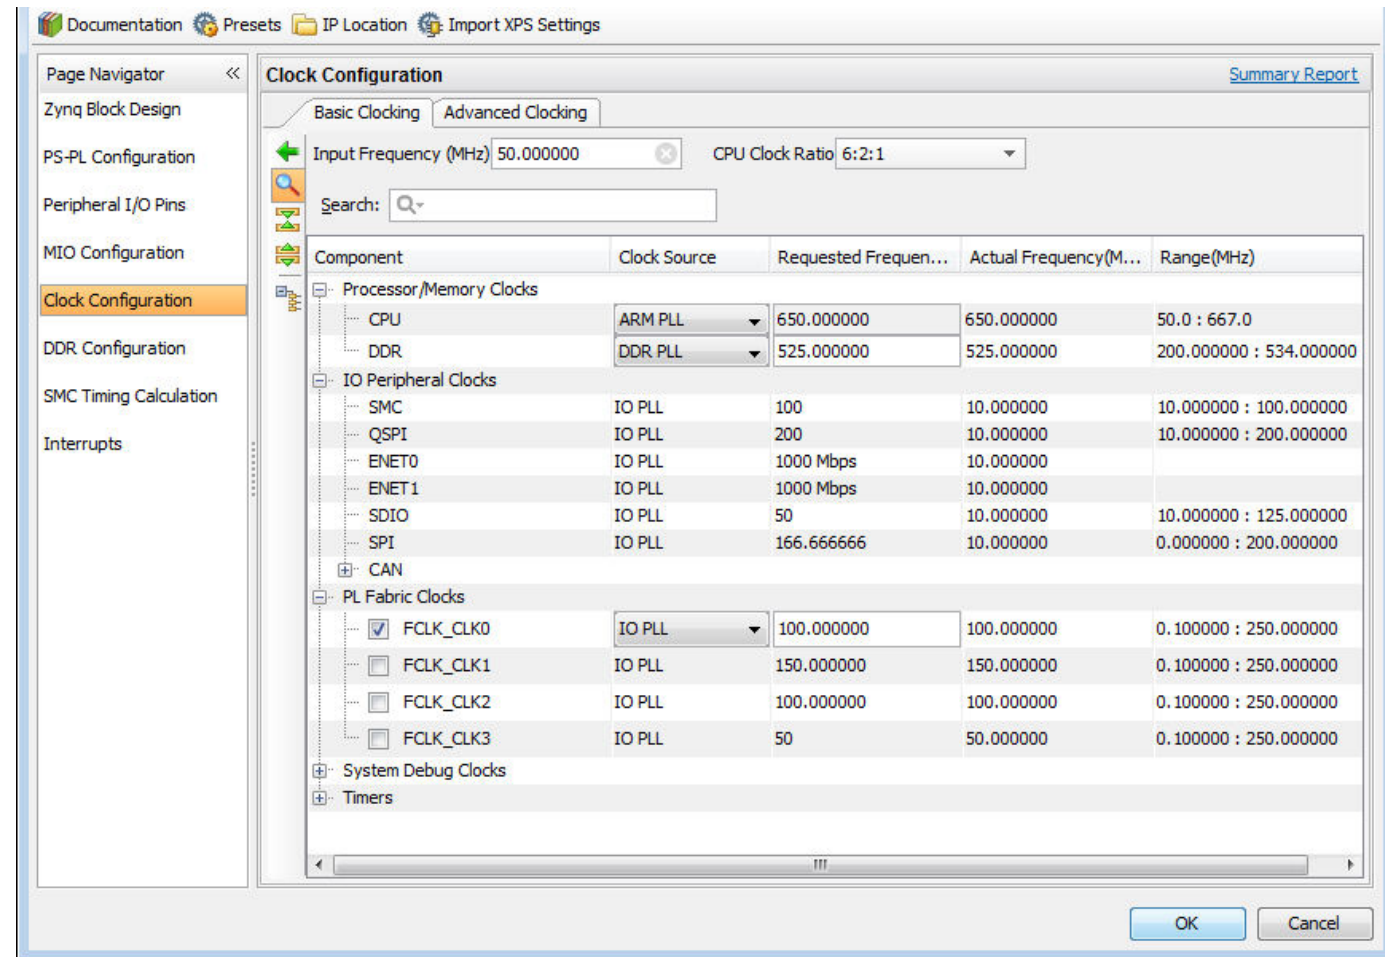 Documentation Presets IP Location Import XPS Settings
Page Navigator «
Zynq Block Design
PS-PL Configuration
Peripheral I/O Pins
MIO Configuration
Clock Configuration
DDR Configuration
SMC Timing Calculation
Interrupts
Clock Configuration Summary Report
Basic Clocking Advanced Clocking
Input Frequency (MHz) 50.000000 CPU Clock Ratio 6:2:1
Search:
Component Clock Source Requested Frequen... Actual Frequency(M... Range(MHz)
Processor/Memory Clocks
CPU ARM PLL 650.000000 650.000000 50.0 : 667.0
DDR DDR PLL 525.000000 525.000000 200.000000 : 534.000000
IO Peripheral Clocks
SMC IO PLL 100 10.000000 10.000000 : 100.000000
QSPI IO PLL 200 10.000000 10.000000 : 200.000000
ENET0 IO PLL 1000 Mbps 10.000000
ENET1 IO PLL 1000 Mbps 10.000000
SDIO IO PLL 50 10.000000 10.000000 : 125.000000
SPI IO PLL 166.666666 10.000000 0.000000 : 200.000000
CAN
PL Fabric Clocks
FCLK_CLK0 IO PLL 100.000000 100.000000 0.100000 : 250.000000
FCLK_CLK1 IO PLL 150.000000 150.000000 0.100000 : 250.000000
FCLK_CLK2 IO PLL 100.000000 100.000000 0.100000 : 250.000000
FCLK_CLK3 IO PLL 50 50.000000 0.100000 : 250.000000
System Debug Clocks
Timers
OK Cancel